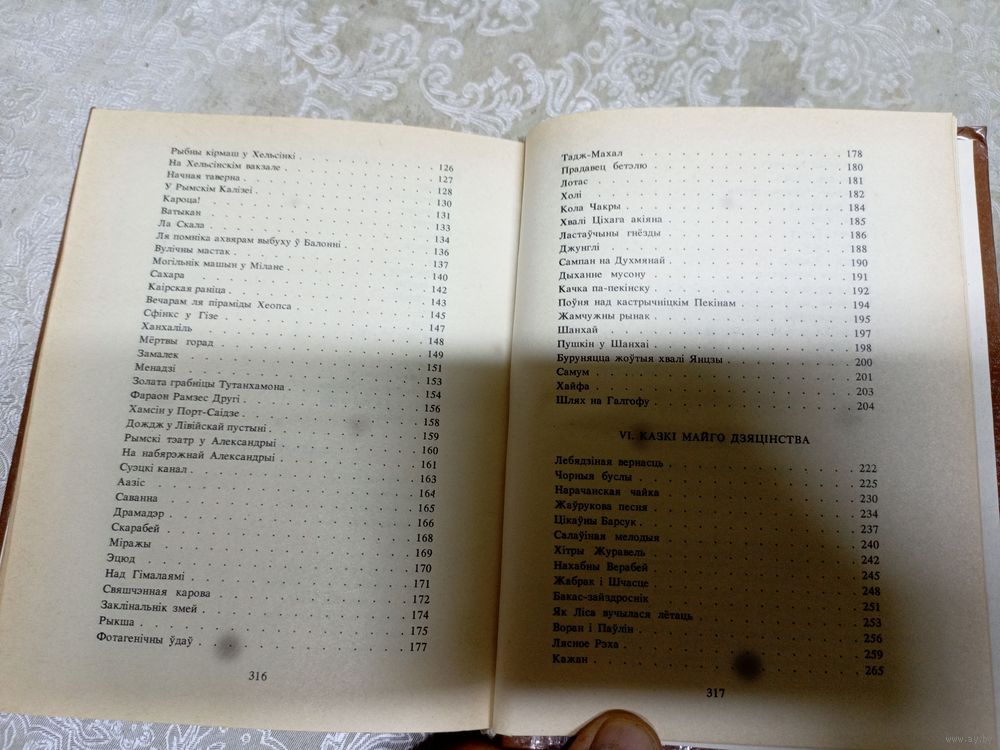 Рыбны кірмаш у Хельсінкі . . . 126
На Хельсінскім вакзале . . . 127
Начная таверна . . . 128
У Рымскім Калізеі . . . 130
Кароца! . . . 131
Ватыкан . . . 133
Ла Скала . . . 134
Ля помніка ахвярам выбуху ў Балонні . . . 136
Вулічны мастак . . . 137
Могільнік машын у Мілане . . . 140
Сахара . . . 142
Каірская раніца . . . 143
Вечарам ля піраміды Хеопса . . . 145
Сфінкс у Гізе . . . 147
Ханхаліль . . . 148
Мёртвы горад . . . 149
Замалек . . . 151
Менадзі . . . 153
Золата грабніцы Тутанхамона . . . 154
Фараон Рамзес Другі . . . 156
Хамсін у Порт-Саідзе . . . 158
Дождж у Лівійскай пустыні . . . 159
Рымскі тэатр у Александрыі . . . 160
На набярэжнай Александрыі . . . 161
Суэцкі канал . . . 163
Аазіс . . . 164
Саванна . . . 165
Драмадэр . . . 166
Скарабей . . . 168
Міражы . . . 169
Эцюд . . . 170
Над Гімалаямі . . . 171
Свяшчэнная карова . . . 172
Заклінальнік змей . . . 174
Рыкша . . . 175
Фотагенічны ўдаў . . . 177
316
Тадж-Махал . . . 178
Прадавец бетэлю . . . 180
Лотас . . . 181
Холі . . . 182
Кола Чакры . . . 184
Хвалі Ціхага акіяна . . . 185
Ластаўчыны гнёзды . . . 186
Джунглі . . . 188
Сампан на Духмянай . . . 190
Дыханне мусону . . . 191
Качка па-пекінску . . . 192
Поўня над кастрычніцкім Пекінам . . . 194
Жамчужны рынак . . . 195
Шанхай . . . 197
Пушкін у Шанхаі . . . 198
Буруняцца жоўтыя хвалі Янцзы . . . 200
Самум . . . 201
Хайфа . . . 203
Шлях на Галгофу . . . 204
VI. КАЗКІ МАЙГО ДЗЯЦІНСТВА
Лебядзіная вернасць . . . 222
Чорныя буслы . . . 225
Нарачанская чайка . . . 230
Жаўрукова песня . . . 234
Цікаўны Барсук . . . 237
Салаўіная мелодыя . . . 240
Хітры Журавель . . . 242
Нахабны Верабей . . . 245
Жабрак і Шчасце . . . 248
Бакас-зайздроснік . . . 251
Як Ліса вучылася лётаць . . . 253
Воран і Паўлін . . . 256
Лясное Рэха . . . 259
Кажан . . . 265
317
www.ay.by